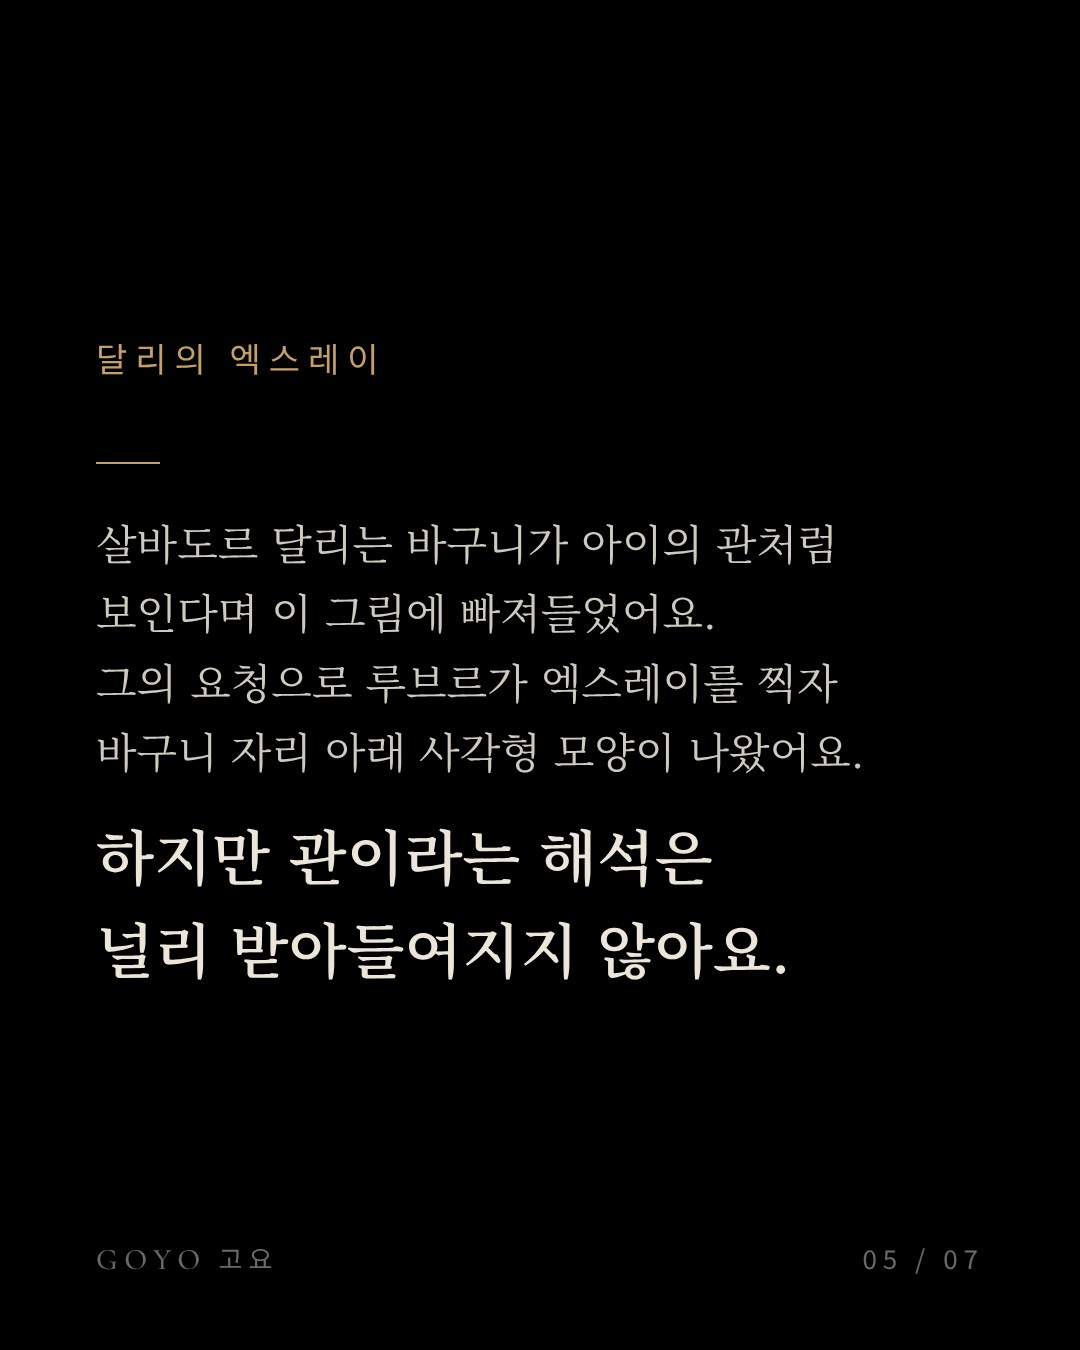 달리의 엑스레이
살바도르 달리는 바구니가 아이의 관처럼
보인다며 이 그림에 빠져들었어요.
그의 요청으로 루브르가 엑스레이를 찍자
바구니 자리 아래 사각형 모양이 나왔어요.
하지만 관이라는 해석은
널리 받아들여지지 않아요.
GOYO 고요
05 / 07